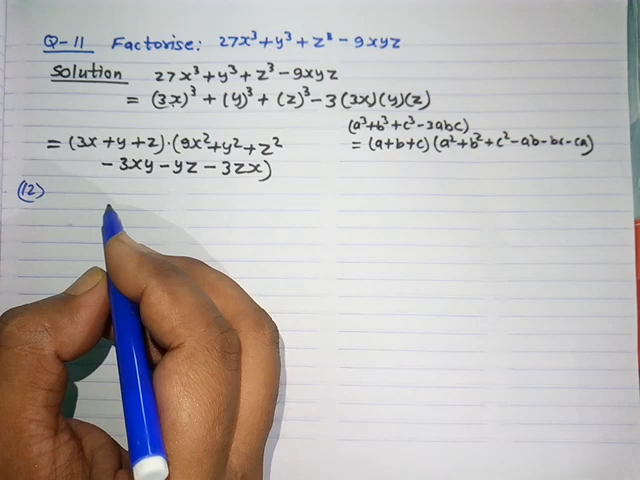 Q-11 Factorise: 27x³+y³+z³-9xyz
Solution 27x³+y³+z³-9xyz
= (3x)³+(y)³+(z)³-3(3x)(y)(z)
(a³+b³+c³-3abc)
= (a+b+c)(a²+b²+c²-ab-bc-ca)
= (3x+y+z)·(9x²+y²+z²
-3xy-yz-3zx)
(12)